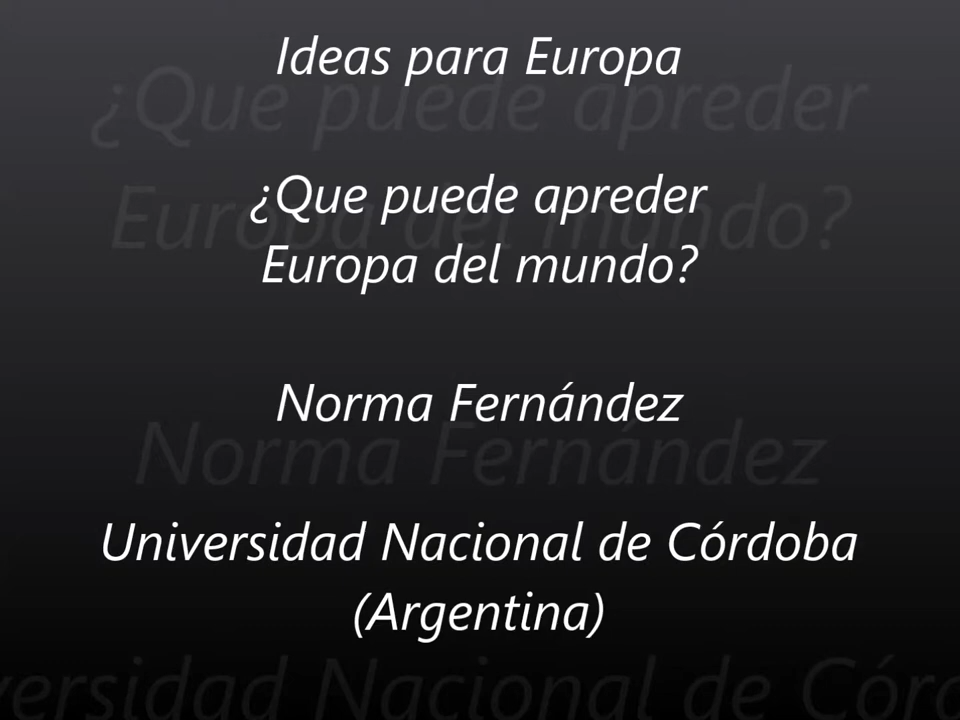 Ideas para Europa
¿Que puede apreder
Europa del mundo?
Norma Fernández
Universidad Nacional de Córdoba
(Argentina)